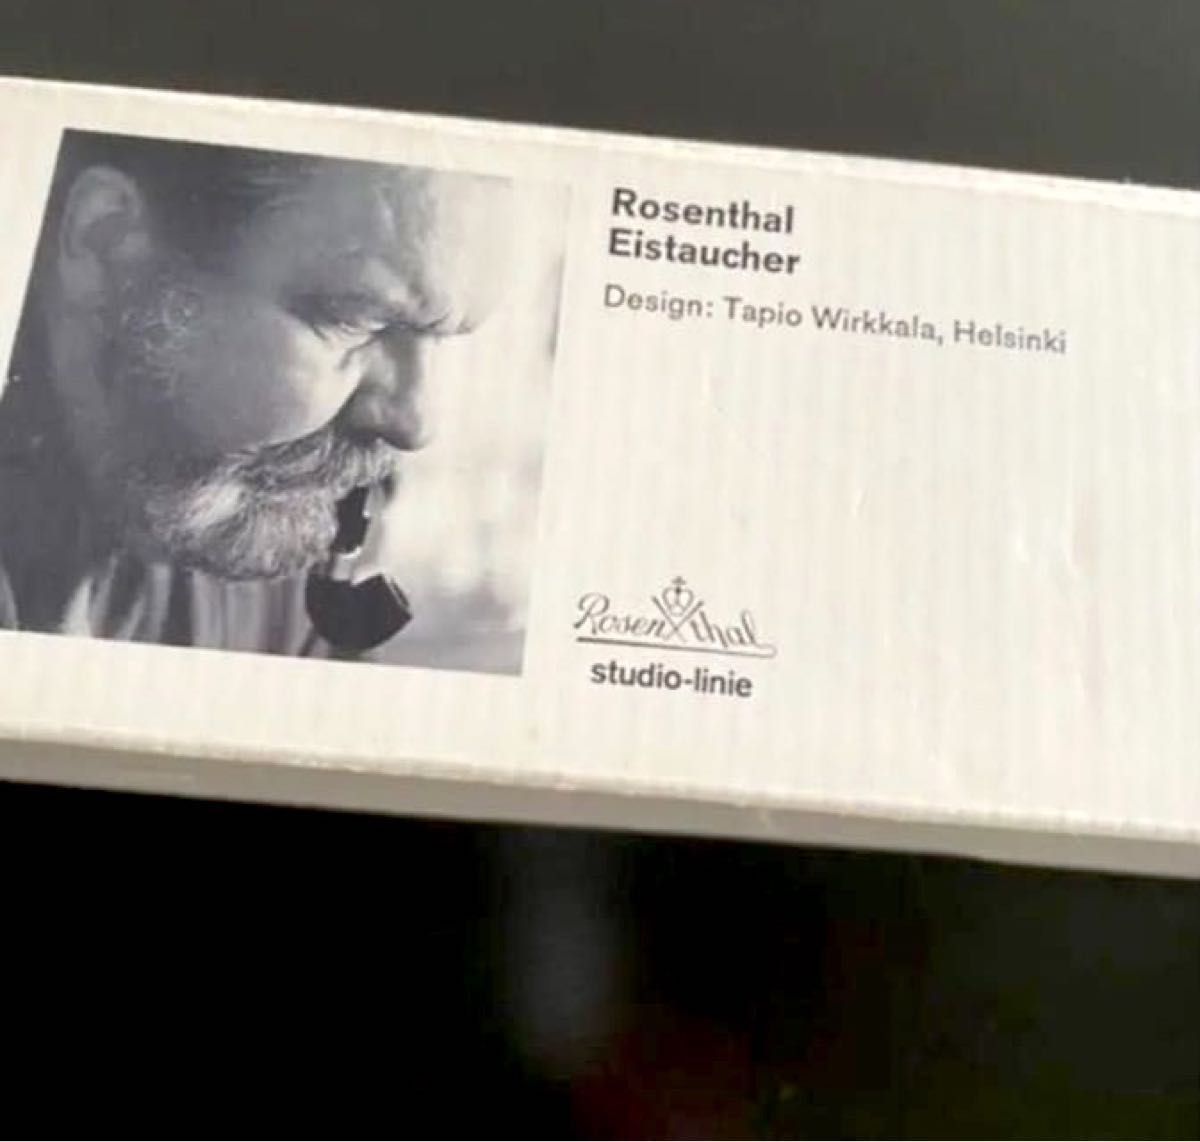 Rosenthal
Eistaucher
Design: Tapio Wirkkala, Helsinki
Rosenthal
studio-linie